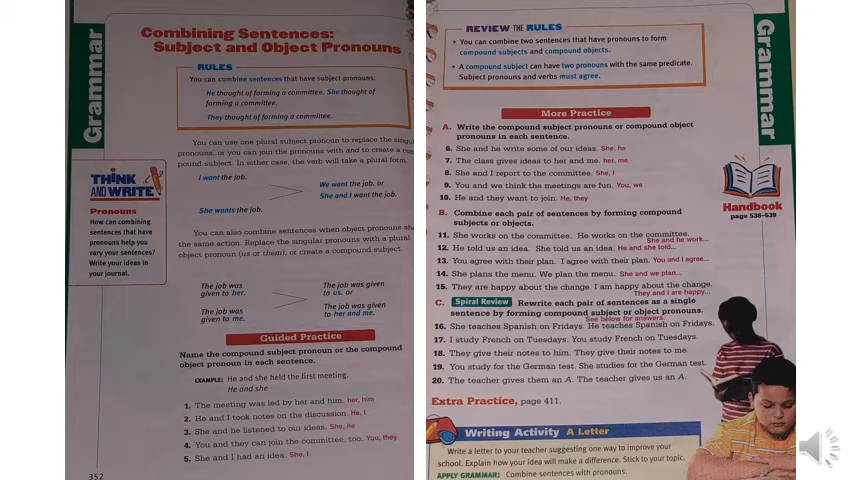 Grammar
Combining Sentences:
Subject and Object Pronouns
RULES
You can combine sentences that have subject pronouns.
He thought of forming a committee. She thought of
forming a committee.
They thought of forming a committee.
You can use one plural subject pronoun to replace the
pronouns, or you can join the pronouns with and to create a
pound subject. In either case, the verb will take a plural form.
I want the job.
We want the job. or
She and I want the job.
She wants the job.
THINK
AND WRITE
Pronouns
How can combining
sentences that have
pronouns help you
vary your sentences?
Write your ideas in
your journal.
You can also combine sentences when object pronouns
the same action. Replace the singular pronouns with a plural
object pronoun (us or them), or create a compound subject.
The job was
given to her.
The job was given
to us. or
The job was given
to her and me.
The job was
given to me.
Guided Practice
Name the compound subject pronoun or the compound
object pronoun in each sentence.
EXAMPLE: He and she held the first meeting.
He and she
1. The meeting was led by her and him. her, him
2. He and I took notes on the discussion. He, I
3. She and he listened to our ideas. She, he
4. You and they can join the committee, too. You, they
5. She and I had an idea. She, I
352
REVIEW THE RULES
• You can combine two sentences that have pronouns to form
compound subjects and compound objects.
• A compound subject can have two pronouns with the same predicate.
Subject pronouns and verbs must agree.
Grammar
More Practice
A. Write the compound subject pronouns or compound object
pronouns in each sentence.
6. She and he write some of our ideas. She, he
7. The class gives ideas to her and me. her, me
8. She and I report to the committee. She, I
9. You and we think the meetings are fun. You, we
10. He and they want to join. He, they
Handbook
page 538-539
B. Combine each pair of sentences by forming compound
subjects or objects.
11. She works on the committee. He works on the committee.
She and he work...
12. He told us an idea. She told us an idea. He and she told...
13. You agree with their plan. I agree with their plan. You and I agree...
14. She plans the menu. We plan the menu. She and we plan...
15. They are happy about the change. I am happy about the change.
They and I are happy...
C. Spiral Review Rewrite each pair of sentences as a single
sentence by forming compound subject or object pronouns.
See below for answers.
16. She teaches Spanish on Fridays. He teaches Spanish on Fridays.
17. I study French on Tuesdays. You study French on Tuesdays.
18. They give their notes to him. They give their notes to me.
19. You study for the German test. She studies for the German test.
20. The teacher gives them an A. The teacher gives us an A.
Extra Practice, page 411.
Writing Activity A Letter
Write a letter to your teacher suggesting one way to improve your
school. Explain how your idea will make a difference. Stick to your topic.
APPLY GRAMMAR: Combine sentences with pronouns.